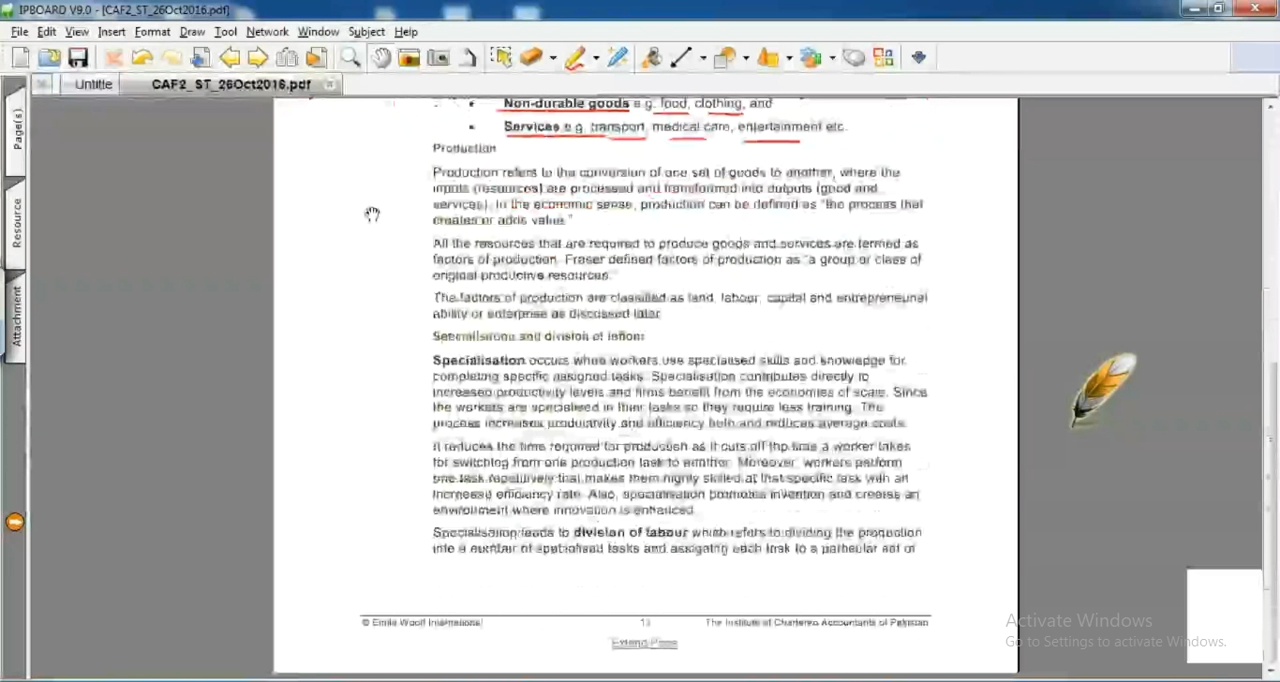 IPBOARD V9.0 - [CAF2_ST_26Oct2016.pdf]
File Edit View Insert Format Draw Tool Network Window Subject Help
Untitle CAF2_ST_26Oct2016.pdf
Page(s)
Resource
Attachment
Non-durable goods e.g. food, clothing, and
Services e.g. transport, medical care, entertainment etc.
Production
Production refers to the conversion of one set of goods to another, where the
inputs (resources) are processed and transformed into outputs (good and
services). In the economic sense, production can be defined as "the process that
creates or adds value."
All the resources that are required to produce goods and services are termed as
factors of production. Fraser defined factors of production as "a group or class of
original productive resources."
The factors of production are classified as land, labour, capital and entrepreneurial
ability or enterprise as discussed later.
Specialisation and division of labour
Specialisation occurs when workers use specialised skills and knowledge for
completing specific assigned tasks. Specialisation contributes directly to
increased productivity levels and firms benefit from the economies of scale. Since
the workers are specialised in their tasks so they require less training. The
process increases productivity and efficiency both and reduces average costs.
It reduces the time required for production as it cuts off the time a worker takes
for switching from one production task to another. Moreover, workers perform
one task repetitively that makes them highly skilled at that specific task with an
increased efficiency rate. Also, specialisation promotes invention and creates an
environment where innovation is enhanced.
Specialisation leads to division of labour which refers to dividing the production
into a number of specialised tasks and assigning each task to a particular set of
© Emile Woolf International 13 The Institute of Chartered Accountants of Pakistan
Extend Page
Activate Windows
Go to Settings to activate Windows.